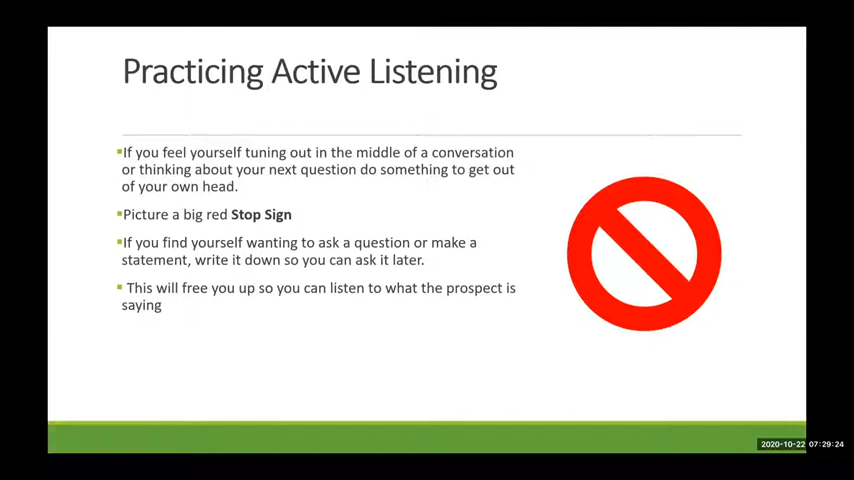 Practicing Active Listening
If you feel yourself tuning out in the middle of a conversation
or thinking about your next question do something to get out
of your own head.
Picture a big red Stop Sign
If you find yourself wanting to ask a question or make a
statement, write it down so you can ask it later.
This will free you up so you can listen to what the prospect is
saying
2020-10-22 07:29:24